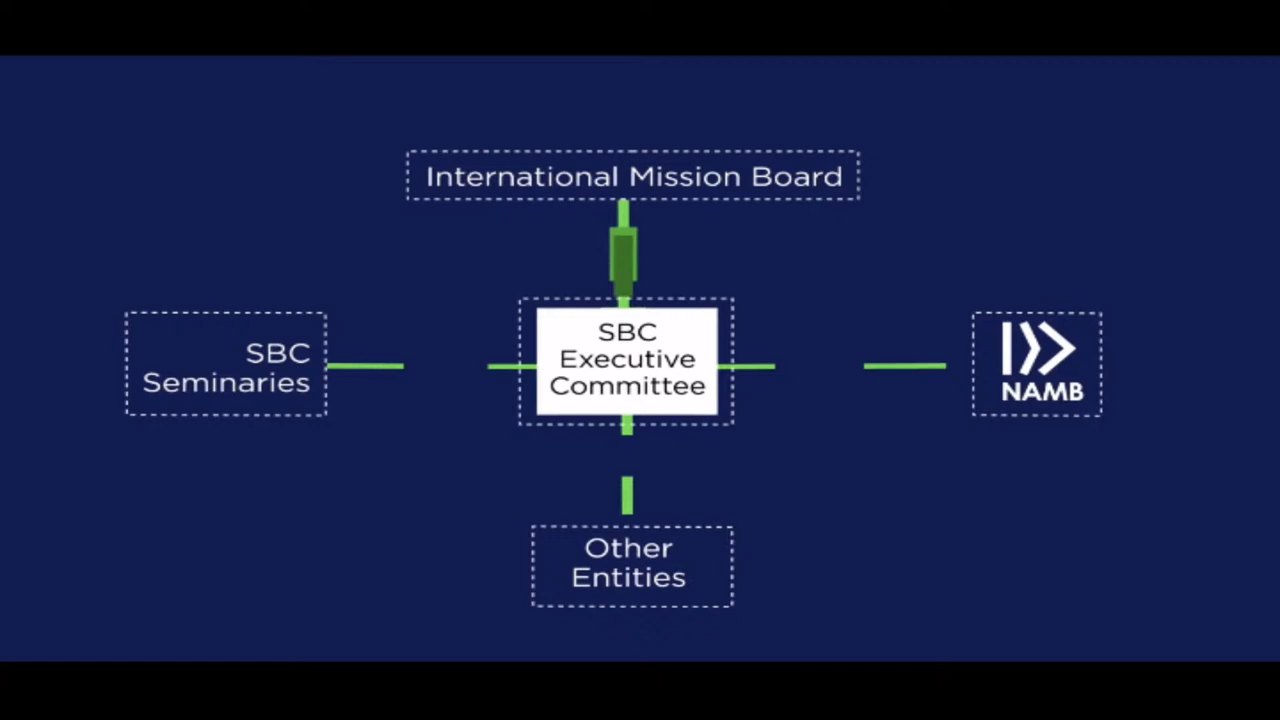 International Mission Board
SBC
Executive
Committee
SBC
Seminaries
NAMB
Other
Entities